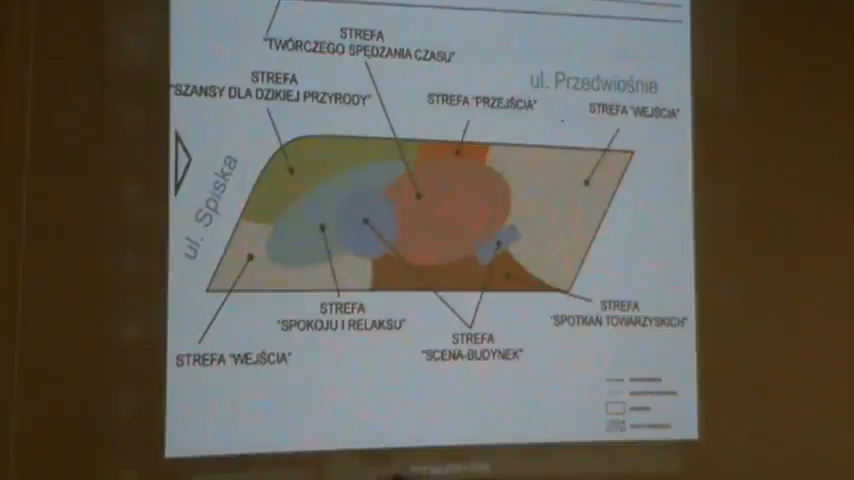 STREFA
"TWÓRCZEGO SPĘDZANIA CZASU"
STREFA
"SZANSY DLA DZIKIEJ PRZYRODY"
ul. Przedwiośnie
STREFA "PRZEJŚCIA"
STREFA "WEJŚCIA"
ul. Spiska
STREFA
"SPOKOJU I RELAKSU"
STREFA
"SPOTKAŃ TOWARZYSKICH"
STREFA
"SCENA-BUDYNEK"
STREFA "WEJŚCIA"